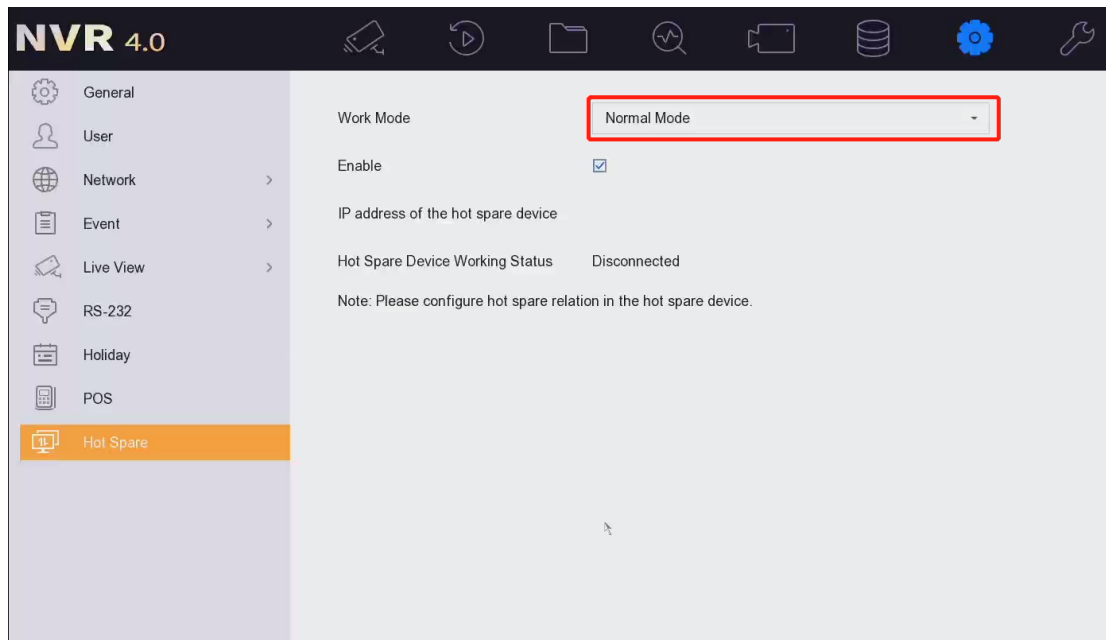 NVR 4.0
General
User
Network
Event
Live View
RS-232
Holiday
POS
Hot Spare
Work Mode Normal Mode
Enable
IP address of the hot spare device
Hot Spare Device Working Status Disconnected
Note: Please configure hot spare relation in the hot spare device.